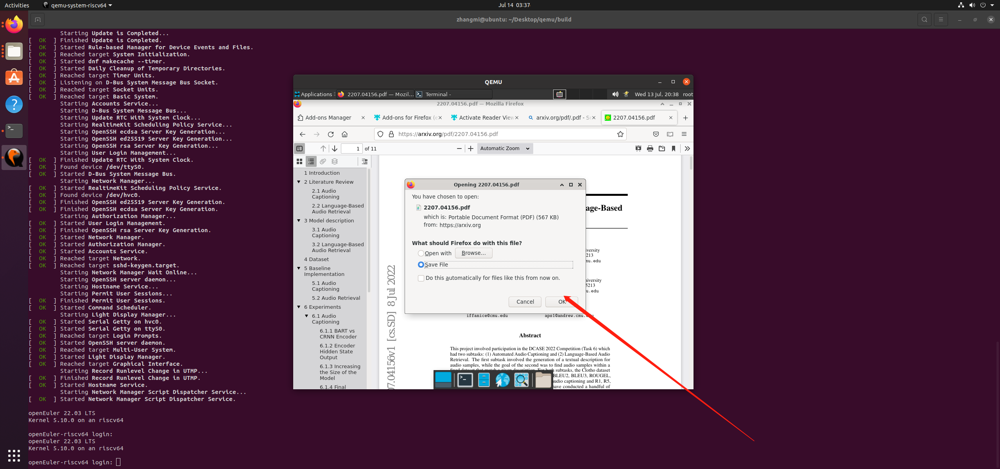 Activities
qemu-system-riscv64
Jul 14 03:37
zhangmi@ubuntu: ~/Desktop/qemu/build
Starting Update is Completed...
[ OK ] Finished Update is Completed.
[ OK ] Started Rule-based Manager for Device Events and Files.
[ OK ] Reached target System Initialization.
[ OK ] Started dnf makecache --timer.
[ OK ] Started Daily Cleanup of Temporary Directories.
[ OK ] Reached target Timer Units.
[ OK ] Listening on D-Bus System Message Bus Socket.
[ OK ] Reached target Socket Units.
[ OK ] Reached target Basic System.
Starting Accounts Service...
Starting D-Bus System Message Bus...
Starting Update RTC With System Clock...
Starting RealtimeKit Scheduling Policy Service...
Starting OpenSSH ecdsa Server Key Generation...
Starting OpenSSH ed25519 Server Key Generation...
Starting OpenSSH rsa Server Key Generation...
Starting User Login Management...
[ OK ] Finished Update RTC With System Clock.
[ OK ] Found device /dev/ttyS0.
[ OK ] Started D-Bus System Message Bus.
Starting Network Manager...
[ OK ] Started RealtimeKit Scheduling Policy Service.
[ OK ] Found device /dev/hvc0.
[ OK ] Finished OpenSSH ed25519 Server Key Generation.
[ OK ] Finished OpenSSH ecdsa Server Key Generation.
Starting Authorization Manager...
[ OK ] Started User Login Management.
[ OK ] Finished OpenSSH rsa Server Key Generation.
[ OK ] Started Network Manager.
[ OK ] Started Authorization Manager.
[ OK ] Started Accounts Service.
[ OK ] Reached target Network.
[ OK ] Reached target sshd-keygen.target.
Starting Network Manager Wait Online...
Starting OpenSSH server daemon...
Starting Hostname Service...
Starting Permit User Sessions...
[ OK ] Finished Permit User Sessions.
[ OK ] Started Command Scheduler.
Starting Light Display Manager...
[ OK ] Started Serial Getty on hvc0.
[ OK ] Started Serial Getty on ttyS0.
[ OK ] Reached target Login Prompts.
[ OK ] Started OpenSSH server daemon.
[ OK ] Reached target Multi-User System.
[ OK ] Started Light Display Manager.
[ OK ] Reached target Graphical Interface.
Starting Record Runlevel Change in UTMP...
[ OK ] Finished Record Runlevel Change in UTMP.
[ OK ] Started Hostname Service.
Starting Network Manager Script Dispatcher Service...
[ OK ] Started Network Manager Script Dispatcher Service.
openEuler 22.03 LTS
Kernel 5.10.0 on an riscv64
openEuler-riscv64 login:
openEuler 22.03 LTS
Kernel 5.10.0 on an riscv64
openEuler-riscv64 login:
QEMU
Applications
2207.04156.pdf — Mozil...
Terminal -
Wed 13 Jul, 20:38 root
2207.04156.pdf — Mozilla Firefox
Add-ons Manager
Add-ons for Firefox (e
Activate Reader View
arxiv.org/pdf/.pdf - Se
2207.04156.pdf
https://arxiv.org/pdf/2207.04156.pdf
1 of 11
Automatic Zoom
1 Introduction
2 Literature Review
2.1 Audio
Captioning
2.2 Language-Based
Audio Retrieval
3 Model description
3.1 Audio
Captioning
3.2 Language-Based
Audio Retrieval
4 Dataset
5 Baseline
Implementation
5.1 Audio
Captioning
5.2 Audio Retrieval
6 Experiments
6.1 Audio
Captioning
6.1.1 BART vs
CRNN Encoder
6.1.2 Encoder
Hidden State
Output
6.1.3 Increasing
the Size of the
Model
6.1.4 Final
Opening 2207.04156.pdf
You have chosen to open:
2207.04156.pdf
which is: Portable Document Format (PDF) (567 KB)
from: https://arxiv.org
What should Firefox do with this file?
Open with
Browse...
Save File
Do this automatically for files like this from now on.
Cancel
OK
age-Based
iversity
213
mu.edu
niversity
5213
u.edu
iffanice@cmu.edu
aps1@andrew.cmu.edu
07.04156v1 [cs.SD] 8 Jul 2022
Abstract
This project involved participation in the DCASE 2022 Competition (Task 6) which
had two subtasks: (1) Automated Audio Captioning and (2) Language-Based Audio
Retrieval. The first subtask involved the generation of a textual description for
audio samples, while the goal of the second was to find audio samples within a
fixed dataset that match a given description. For both subtasks, the Clotho dataset
BLEU2, BLEU3, ROUGEL,
udio captioning and R1, R5,
have conducted a handful of